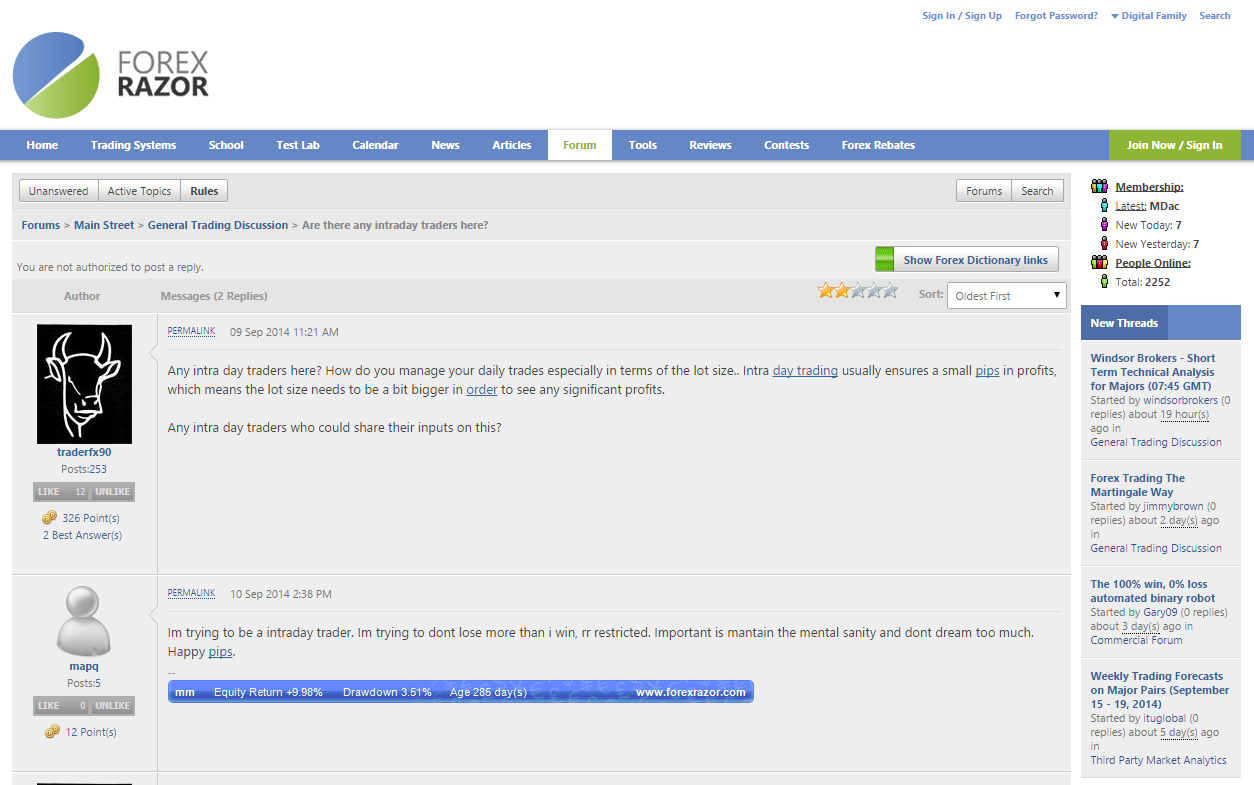 Sign In / Sign Up Forgot Password? Digital Family Search
FOREX
RAZOR
Home Trading Systems School Test Lab Calendar News Articles Forum Tools Reviews Contests Forex Rebates Join Now / Sign In
Unanswered Active Topics Rules Forums Search
Forums > Main Street > General Trading Discussion > Are there any intraday traders here?
You are not authorized to post a reply.
Show Forex Dictionary links
Author Messages (2 Replies) Sort: Oldest First
PERMALINK 09 Sep 2014 11:21 AM
Any intra day traders here? How do you manage your daily trades especially in terms of the lot size.. Intra day trading usually ensures a small pips in profits,
which means the lot size needs to be a bit bigger in order to see any significant profits.
Any intra day traders who could share their inputs on this?
traderfx90
Posts:253
LIKE 12 UNLIKE
326 Point(s)
2 Best Answer(s)
PERMALINK 10 Sep 2014 2:38 PM
Im trying to be a intraday trader. Im trying to dont lose more than i win, rr restricted. Important is mantain the mental sanity and dont dream too much.
Happy pips.
--
mm Equity Return +9.98% Drawdown 3.51% Age 285 day(s) www.forexrazor.com
mapq
Posts:5
LIKE 0 UNLIKE
12 Point(s)
Membership:
Latest: MDac
New Today: 7
New Yesterday: 7
People Online:
Total: 2252
New Threads
Windsor Brokers - Short
Term Technical Analysis
for Majors (07:45 GMT)
Started by windsorbrokers (0
replies) about 19 hour(s)
ago in
General Trading Discussion
Forex Trading The
Martingale Way
Started by jimmybrown (0
replies) about 2 day(s) ago
in
General Trading Discussion
The 100% win, 0% loss
automated binary robot
Started by Gary09 (0 replies)
about 3 day(s) ago in
Commercial Forum
Weekly Trading Forecasts
on Major Pairs (September
15 - 19, 2014)
Started by ituglobal (0
replies) about 5 day(s) ago
in
Third Party Market Analytics